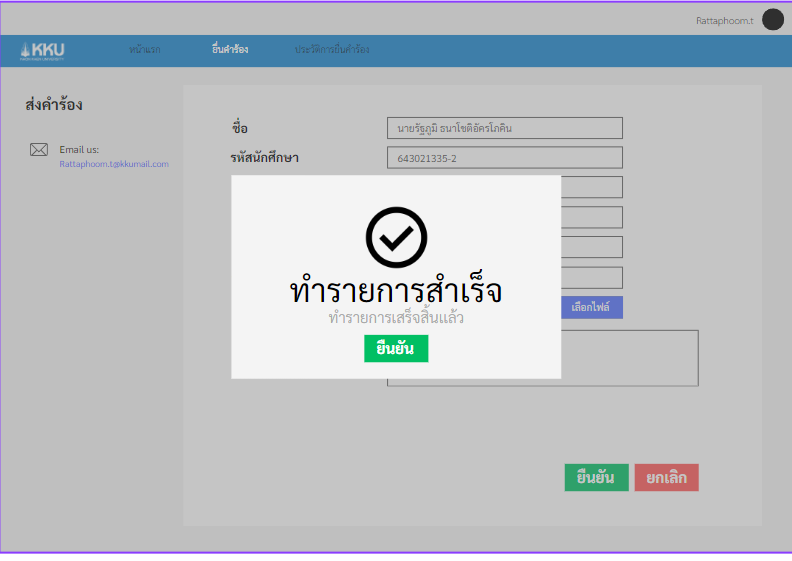 Rattaphoom.t
KKU
หน้าแรก
ยื่นคำร้อง
ประวัติการยื่นคำร้อง
ส่งคำร้อง
Email us:
Rattaphoom.t@kkumail.com
ชื่อ
นายรัฐภูมิ ธนาโชติอัครโภคิน
รหัสนักศึกษา
643021335-2
ทำรายการสำเร็จ
ทำรายการเสร็จสิ้นแล้ว
ยืนยัน
เลือกไฟล์
ยืนยัน
ยกเลิก